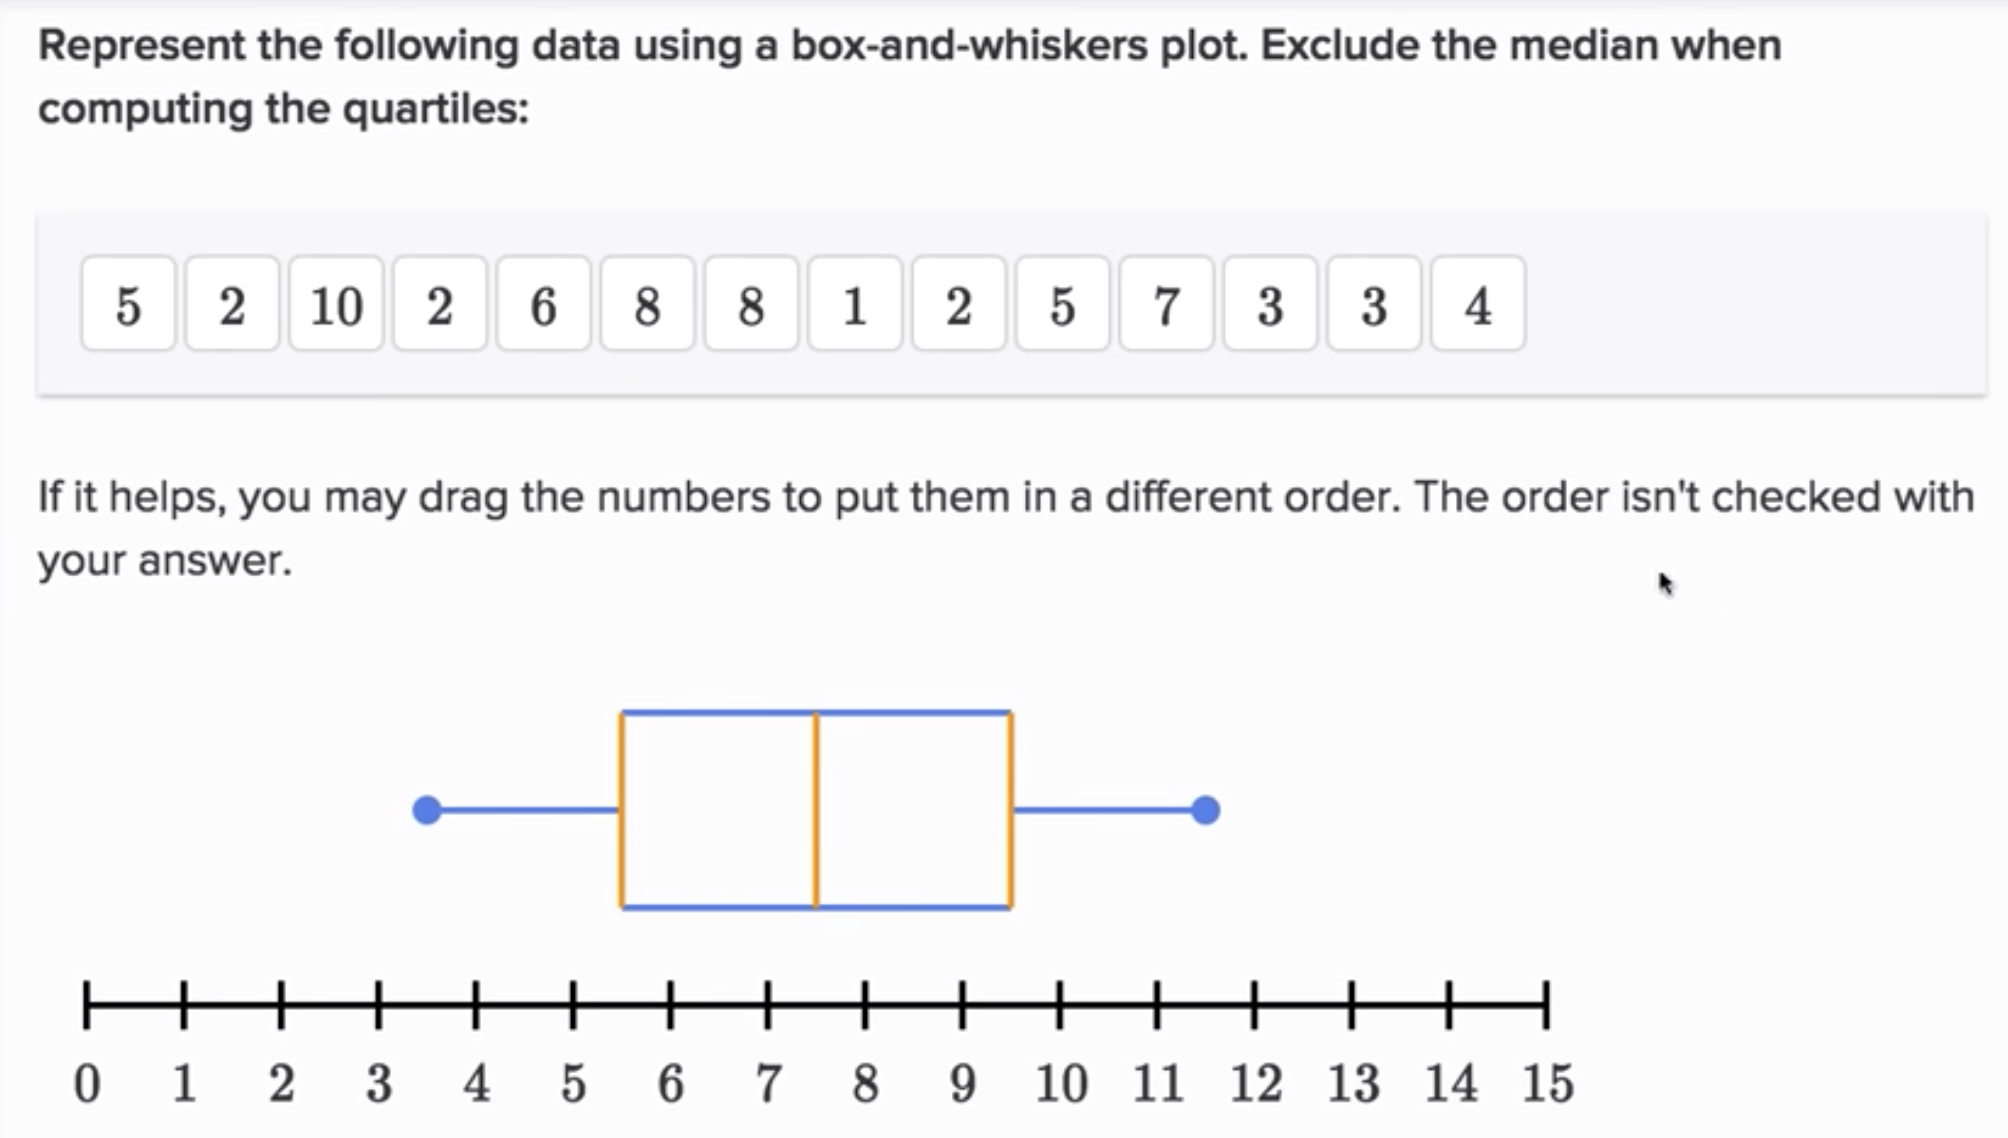 Represent the following data using a box-and-whiskers plot. Exclude the median when
computing the quartiles:
5 2 10 2 6 8 8 1 2 5 7 3 3 4
If it helps, you may drag the numbers to put them in a different order. The order isn't checked with
your answer.
0 1 2 3 4 5 6 7 8 9 10 11 12 13 14 15